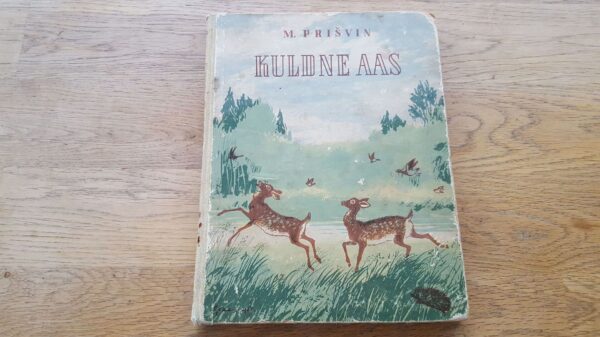 M. PRIŠVIN
KULDNE AAS